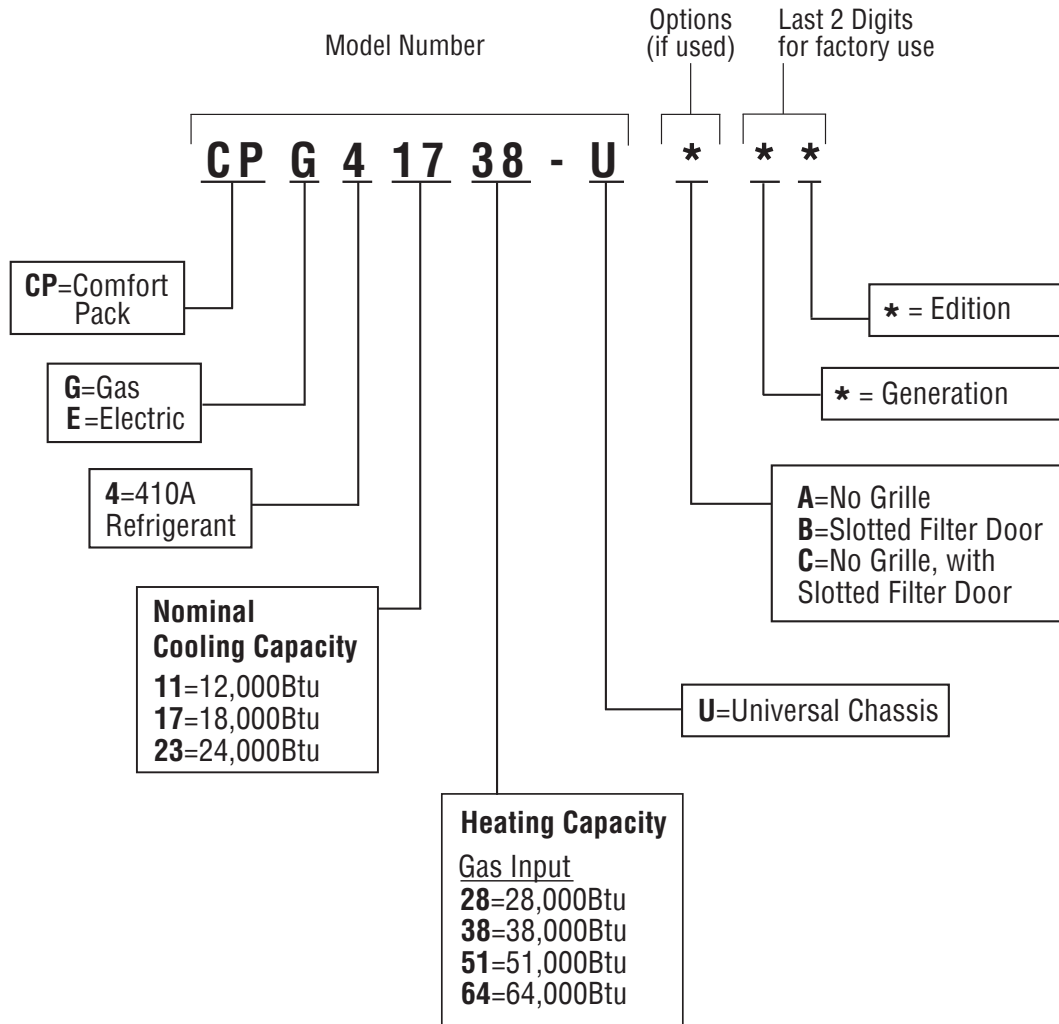 Model Number
Options
(if used)
Last 2 Digits
for factory use
CP G 4 17 38 - U * * *
CP=Comfort
Pack
G=Gas
E=Electric
4=410A
Refrigerant
Nominal
Cooling Capacity
11=12,000Btu
17=18,000Btu
23=24,000Btu
Heating Capacity
Gas Input
28=28,000Btu
38=38,000Btu
51=51,000Btu
64=64,000Btu
U=Universal Chassis
A=No Grille
B=Slotted Filter Door
C=No Grille, with
Slotted Filter Door
* = Generation
* = Edition